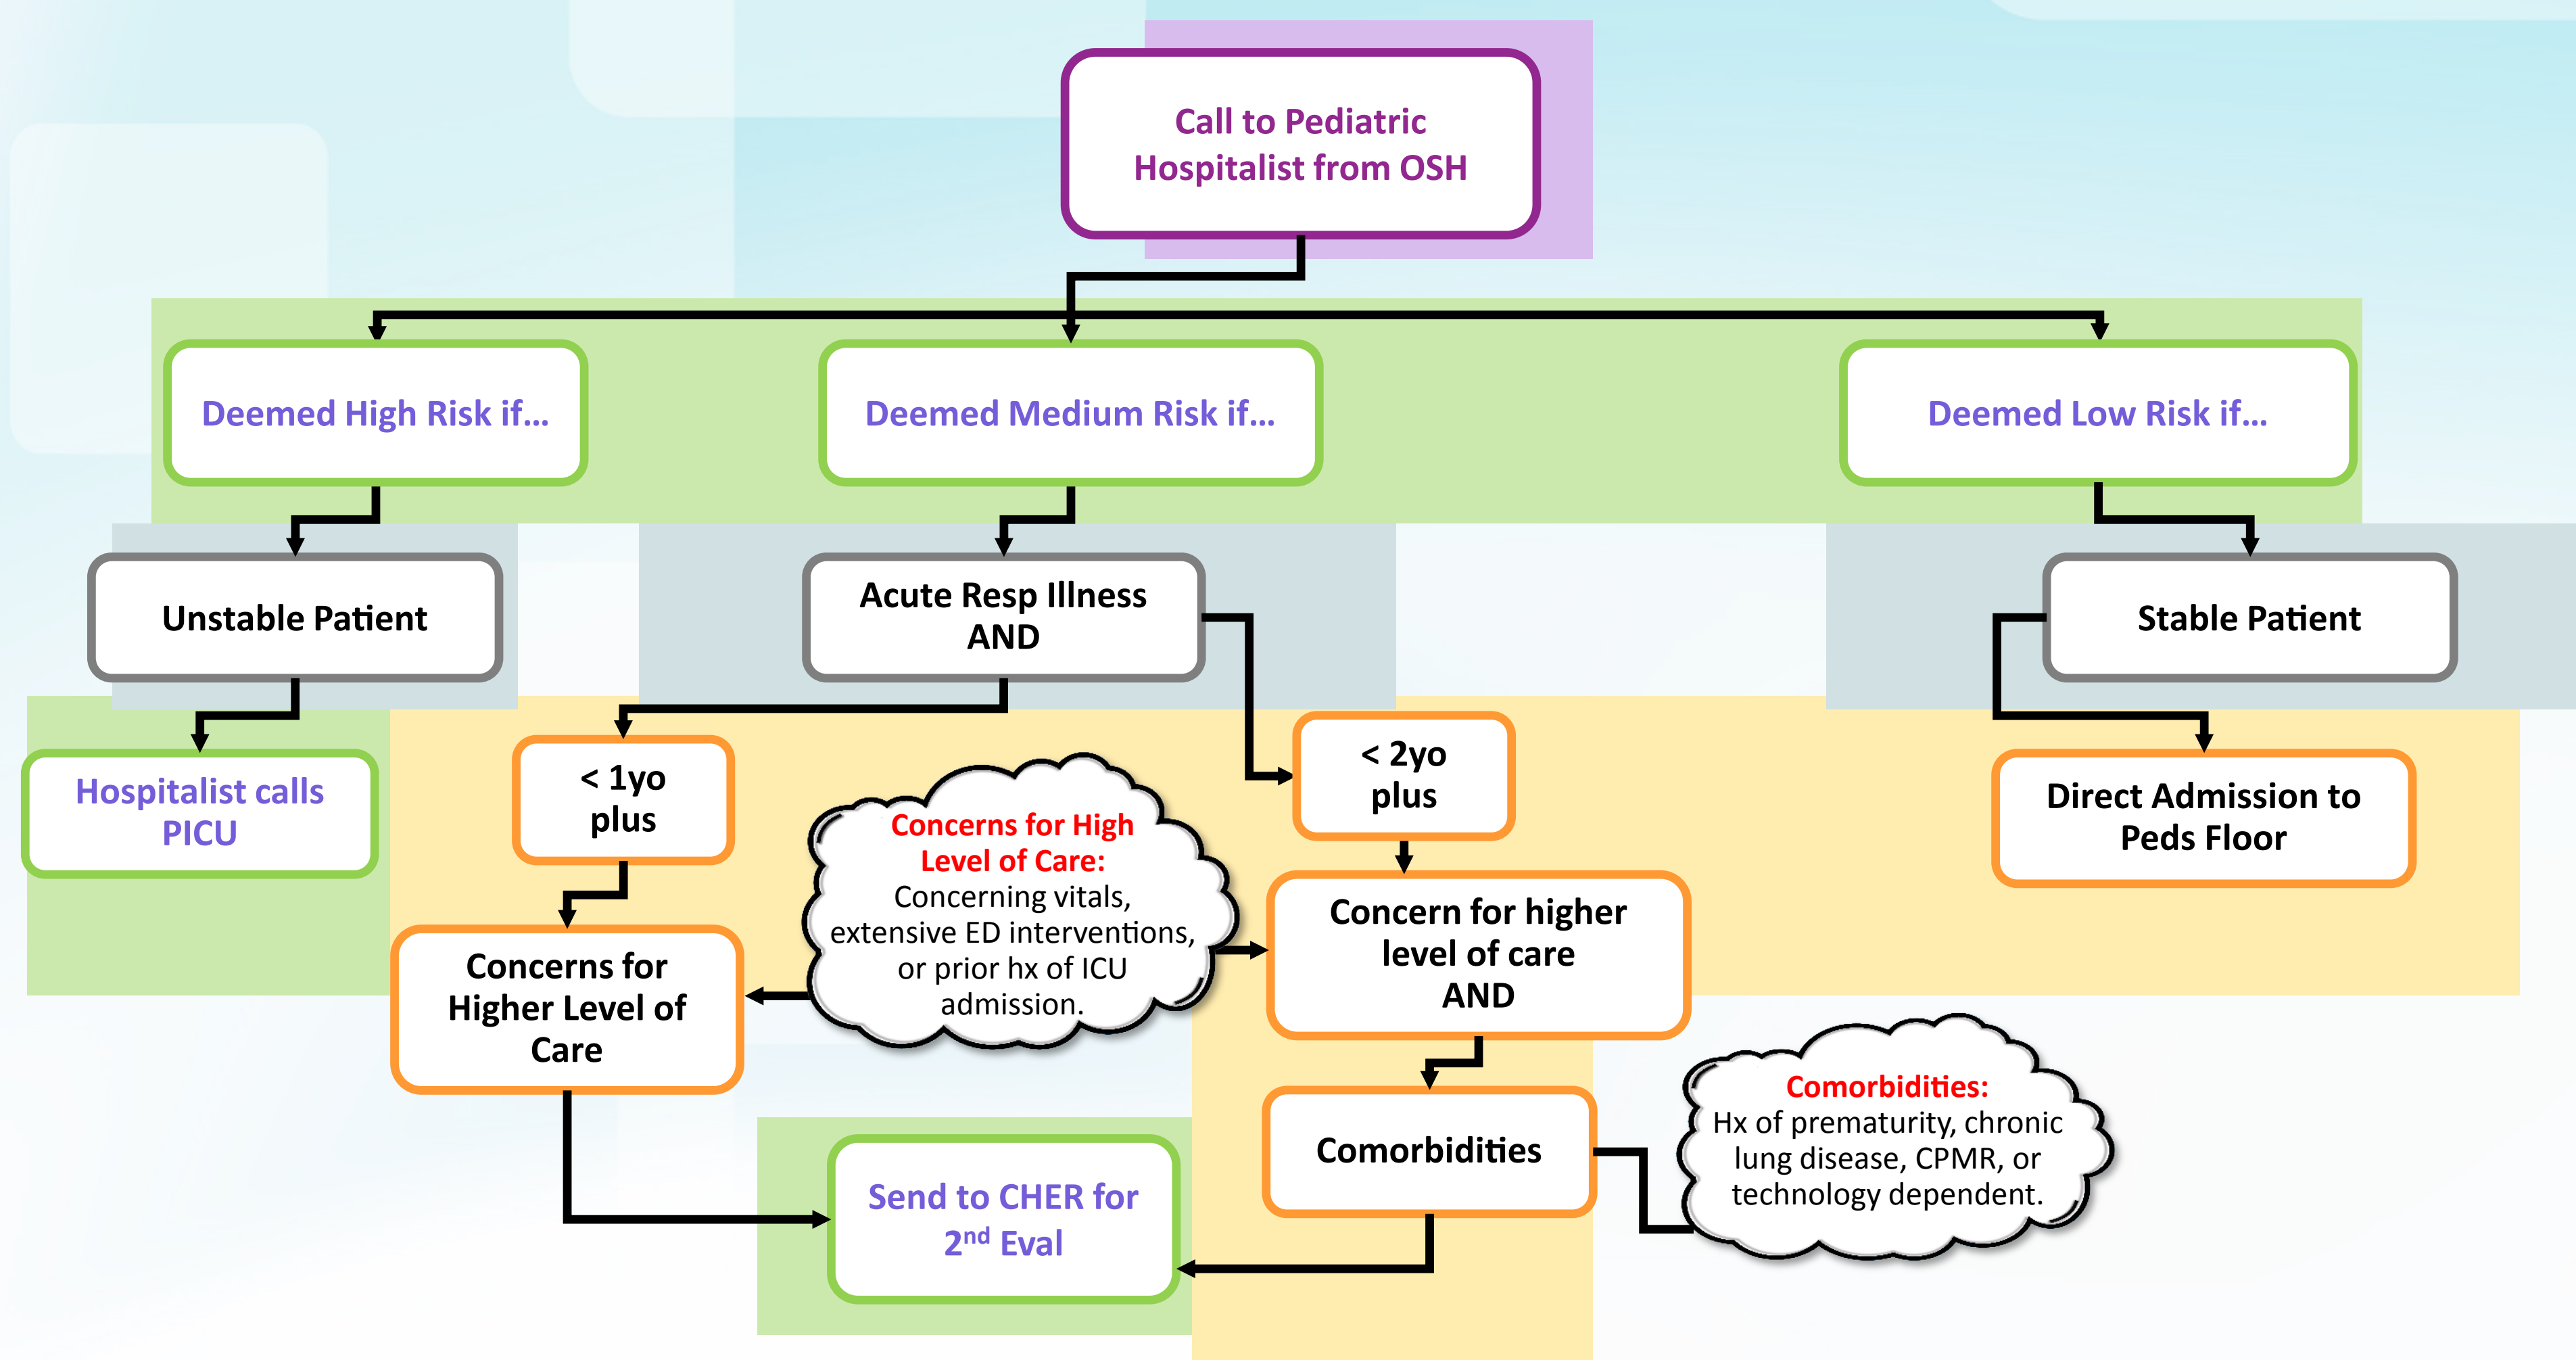 Call to Pediatric
Hospitalist from OSH
Deemed High Risk if...
Deemed Medium Risk if...
Deemed Low Risk if...
Unstable Patient
Acute Resp Illness
AND
Stable Patient
Hospitalist calls
PICU
< 1yo
plus
< 2yo
plus
Direct Admission to
Peds Floor
Concerns for High
Level of Care:
Concerning vitals,
extensive ED interventions,
or prior hx of ICU
admission.
Concerns for
Higher Level of
Care
Concern for higher
level of care
AND
Comorbidities
Comorbidities:
Hx of prematurity, chronic
lung disease, CPMR, or
technology dependent.
Send to CHER for
2nd Eval